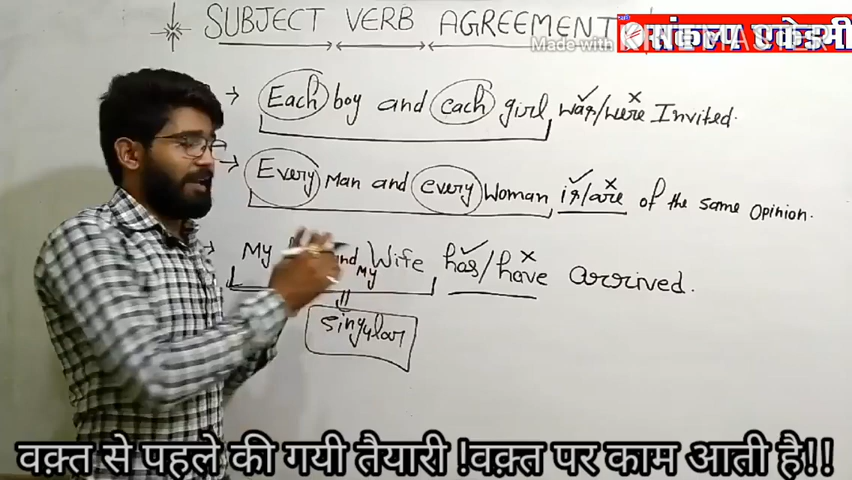 SUBJECT VERB AGREEMENT
संकल्प एकेडमी
Made with KINEMASTER
→ Each boy and each girl was/were Invited.
→ Every Man and every Woman is/are of the same Opinion.
My and My Wife has/have arrived.
singular
वक़्त से पहले की गयी तैयारी !वक़्त पर काम आती है!!